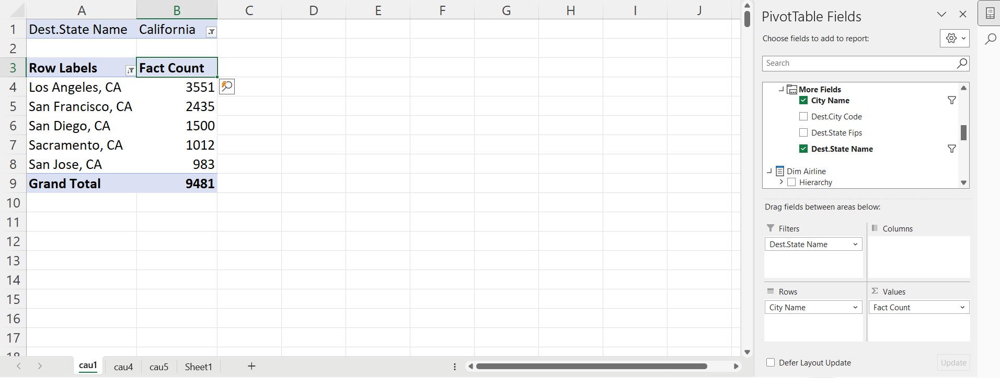 A B C D E F G H I J
1 Dest.State Name California
2
3 Row Labels Fact Count
4 Los Angeles, CA 3551
5 San Francisco, CA 2435
6 San Diego, CA 1500
7 Sacramento, CA 1012
8 San Jose, CA 983
9 Grand Total 9481
10
11
12
13
14
15
16
17
18
cau1 cau4 cau5 Sheet1
PivotTable Fields
Choose fields to add to report:
Search
More Fields
City Name
Dest.City Code
Dest.State Fips
Dest.State Name
Dim Airline
Hierarchy
Drag fields between areas below:
Filters
Dest.State Name
Columns
Rows
City Name
Σ Values
Fact Count
Defer Layout Update
Update